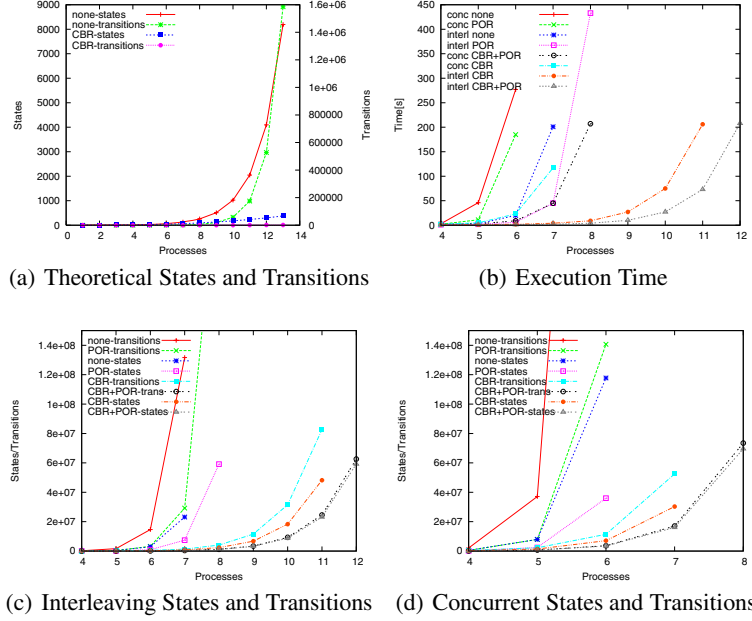 none-states
none-transitions
CBR-states
CBR-transitions
9000
8000
7000
6000
5000
4000
3000
2000
1000
0
States
1.6e+06
1.4e+06
1.2e+06
1e+06
800000
600000
400000
200000
0
Transitions
0 1 2 3 4 5 6 7 8 9 10 11 12 13 14
Processes
(a) Theoretical States and Transitions
conc none
conc POR
interl none
interl POR
conc CBR+POR
conc CBR
interl CBR
interl CBR+POR
450
400
350
300
250
200
150
100
50
0
Time[s]
4 5 6 7 8 9 10 11 12
Processes
(b) Execution Time
none-transitions
POR-transitions
none-states
POR-states
CBR-transitions
CBR+POR-trans
CBR-states
CBR+POR-states
1.4e+08
1.2e+08
1e+08
8e+07
6e+07
4e+07
2e+07
0
States/Transitions
4 5 6 7 8 9 10 11 12
Processes
(c) Interleaving States and Transitions
none-transitions
POR-transitions
none-states
POR-states
CBR-transitions
CBR+POR-trans
CBR-states
CBR+POR-states
1.4e+08
1.2e+08
1e+08
8e+07
6e+07
4e+07
2e+07
0
States/Transitions
4 5 6 7 8
Processes
(d) Concurrent States and Transitions